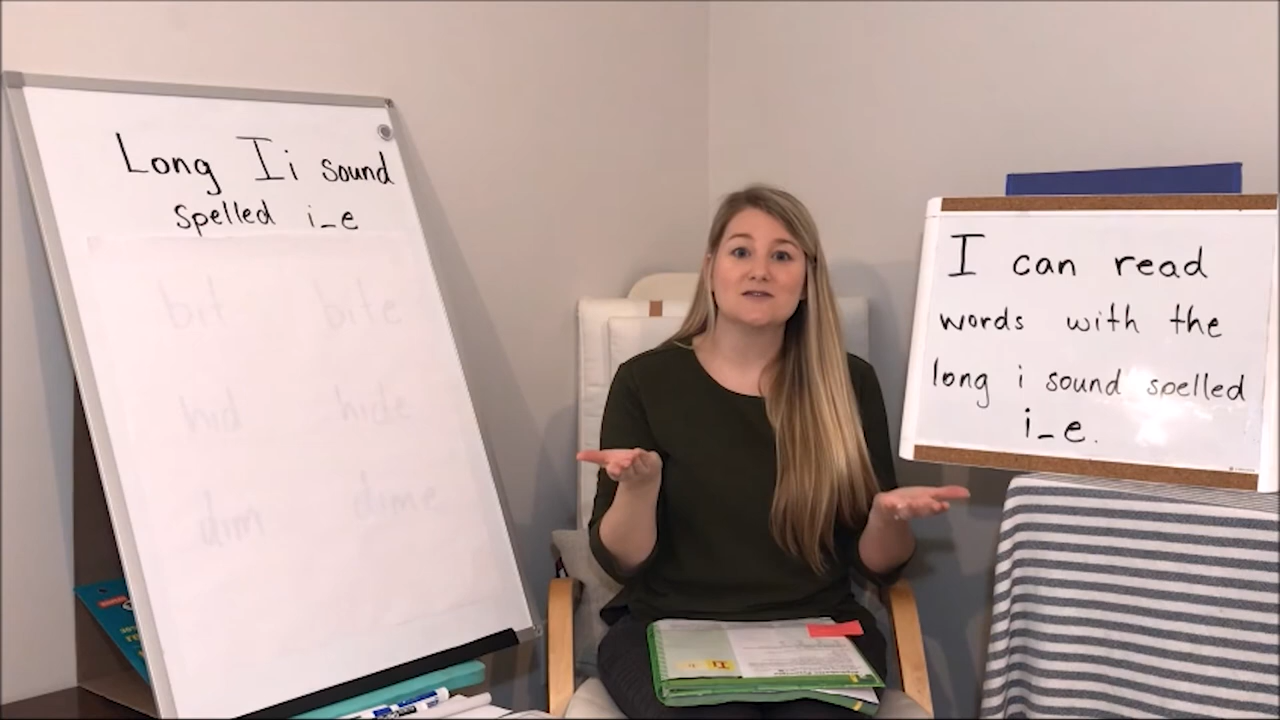 Long Ii sound
spelled i_e
bit bite
hid hide
dim dime
I can read
words with the
long i sound spelled
i_e.